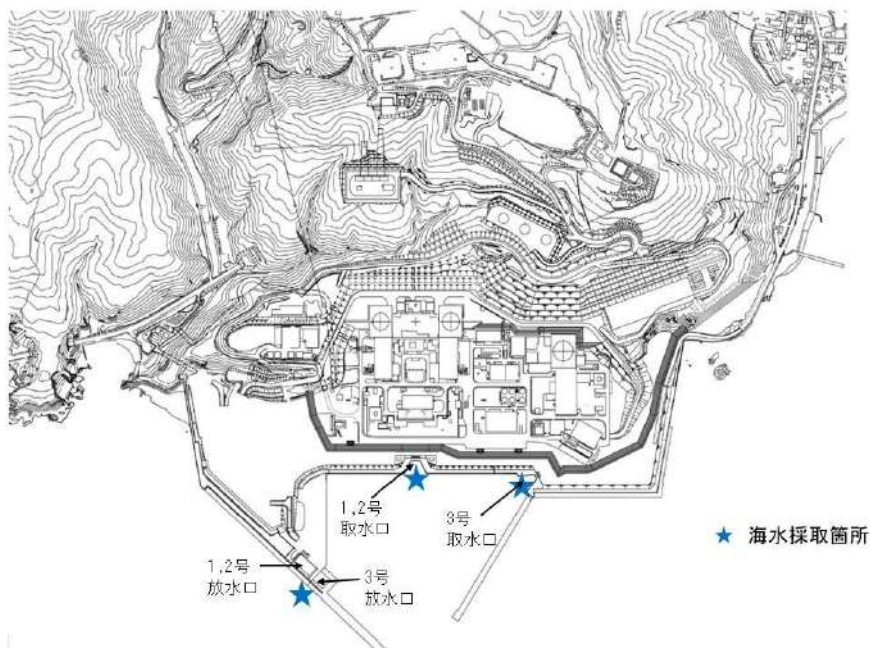 1,2号
取水口
3号
取水口
★ 海水採取箇所
1,2号
放水口
3号
放水口